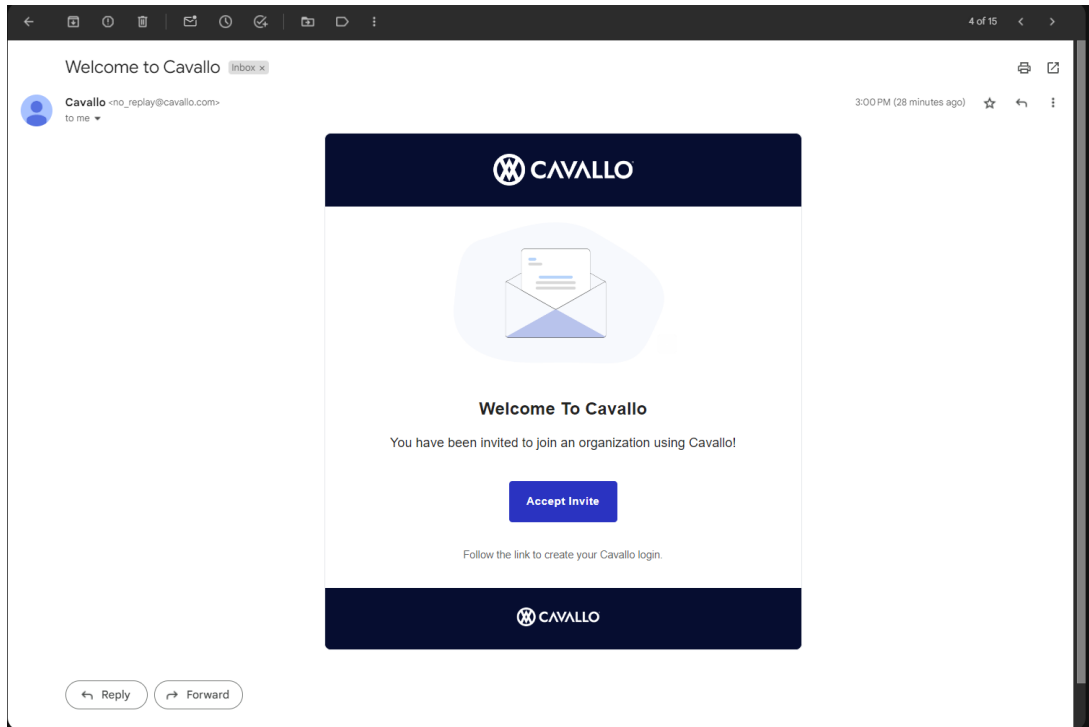 4 of 15
Welcome to Cavallo Inbox ×
Cavallo <no_replay@cavallo.com> 3:00 PM (28 minutes ago)
to me
CAVALLO
Welcome To Cavallo
You have been invited to join an organization using Cavallo!
Accept Invite
Follow the link to create your Cavallo login.
CAVALLO
Reply Forward